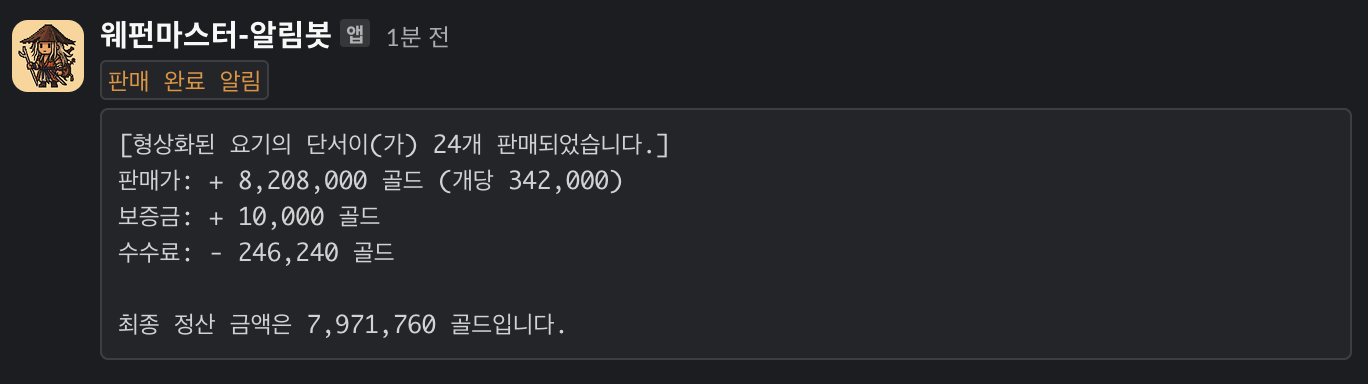 웨펀마스터-알림봇 앱 1분 전
판매 완료 알림
[형상화된 요기의 단서이(가) 24개 판매되었습니다.]
판매가: + 8,208,000 골드 (개당 342,000)
보증금: + 10,000 골드
수수료: - 246,240 골드
최종 정산 금액은 7,971,760 골드입니다.